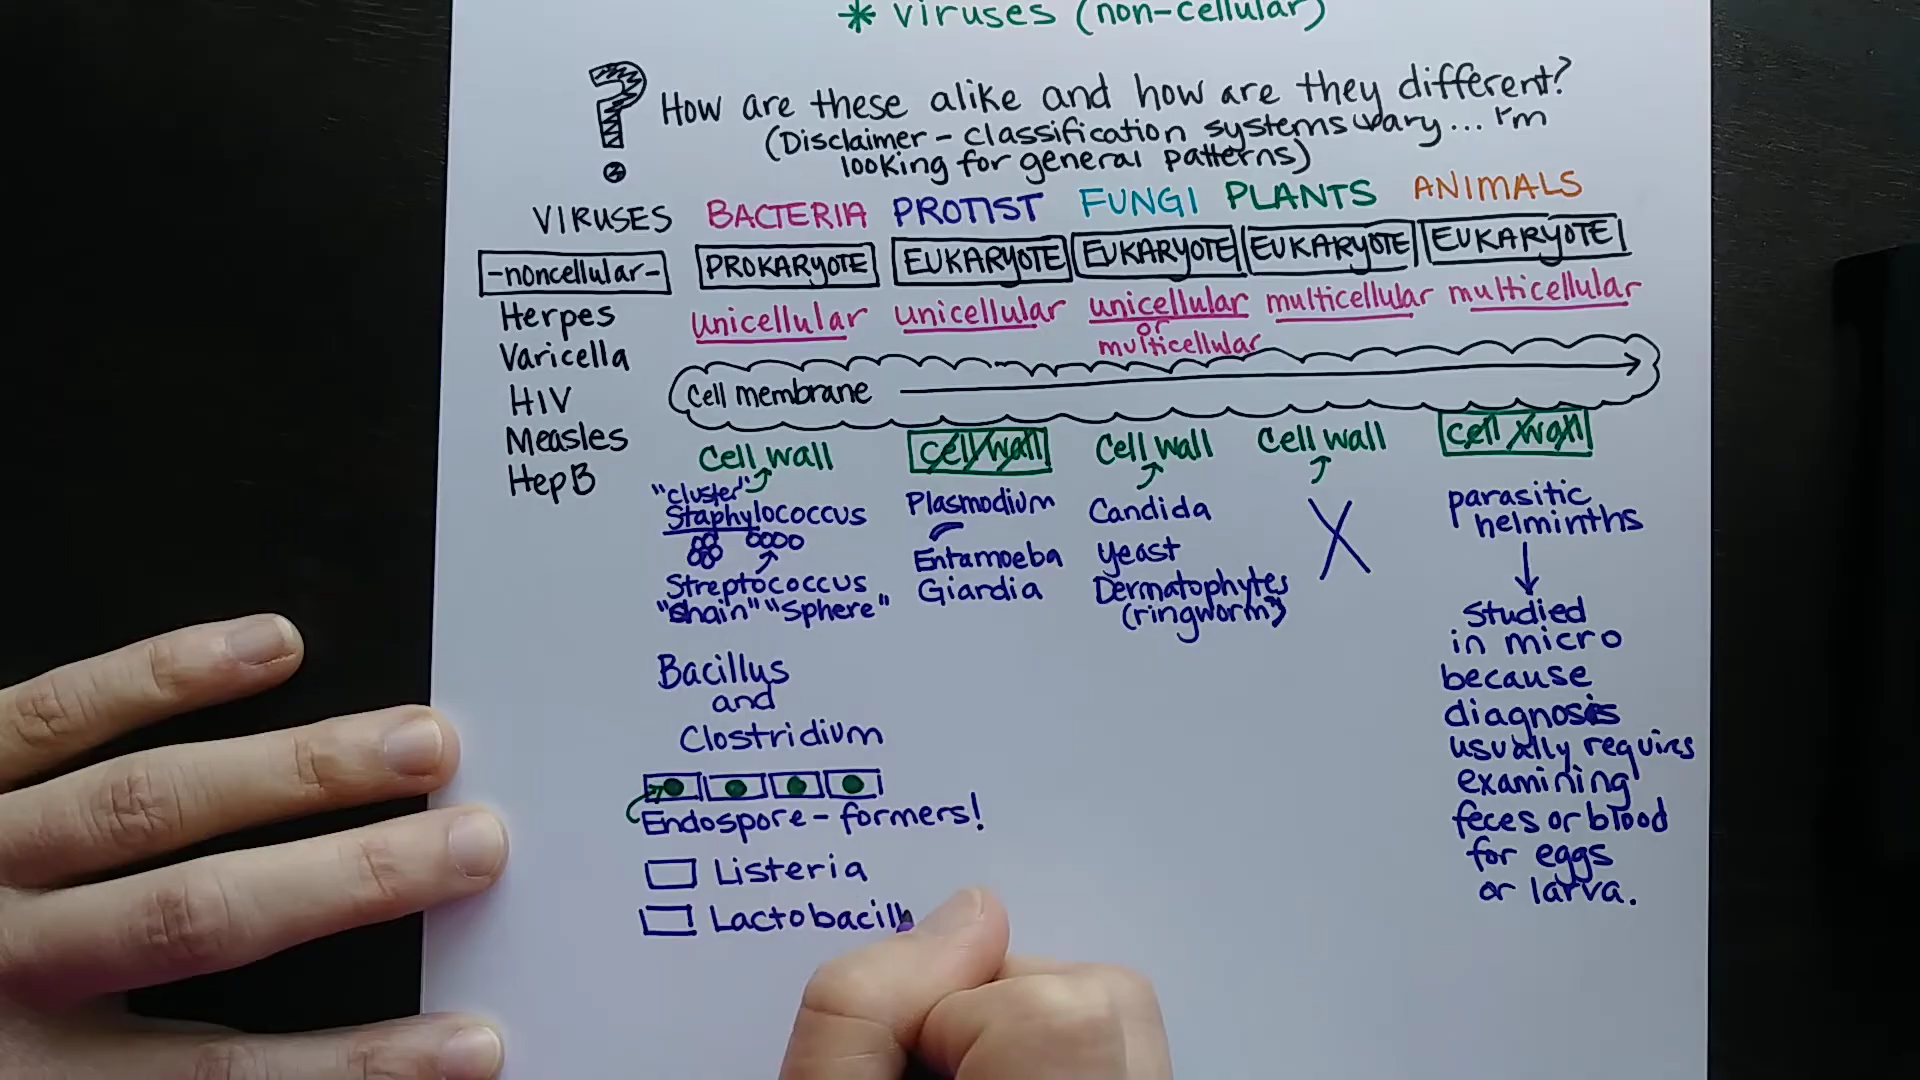 * Viruses (non-cellular)
? How are these alike and how are they different?
(Disclaimer - classification systems vary... I'm
looking for general patterns)
VIRUSES BACTERIA PROTIST FUNGI PLANTS ANIMALS
-noncellular- PROKARYOTE EUKARYOTE EUKARYOTE EUKARYOTE EUKARYOTE
Herpes unicellular unicellular unicellular multicellular multicellular
or
Varicella multicellular
HIV Cell membrane
Measles Cell wall cell wall Cell wall Cell wall cell wall
HepB
"cluster"
Staphylococcus
Streptococcus
"chain" "Sphere"
Bacillus
and
Clostridium
Endospore - formers!
Listeria
Lactobacill
Plasmodium
Entamoeba
Giardia
Candida
yeast
Dermatophytes
(ringworm)
X
parasitic
helminths
Studied
in micro
because
diagnosis
usually requires
examining
feces or blood
for eggs
or larva.